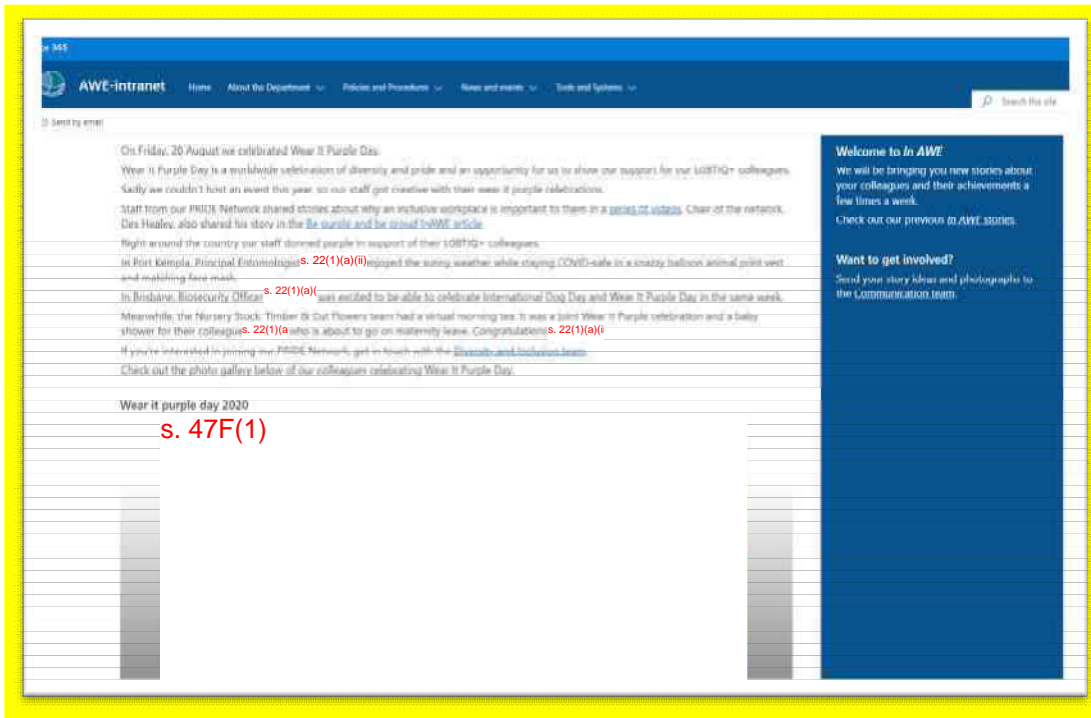 365
AWE-intranet Home About the Department Policies and Procedures News and events Tools and Systems
Search this site
Send by email
On Friday, 20 August we celebrated Wear It Purple Day.
Wear It Purple Day is a worldwide celebration of diversity and pride and an opportunity for us to show our support for our LGBTIQ+ colleagues.
Sadly we couldn't host an event this year, so our staff got creative with their wear it purple celebrations.
Staff from our PRIDE Network shared stories about why an inclusive workplace is important to them in a series of videos. Chair of the network,
Des Healey, also shared his story in the Be purple and be proud InAWE article.
Right around the country our staff donned purple in support of their LGBTIQ+ colleagues.
In Port Kempla, Principal Entomologist s. 22(1)(a)(ii) enjoyed the sunny weather while staying COVID-safe in a snazzy balloon animal print vest
and matching face mask.
In Brisbane, Biosecurity Officer s. 22(1)(a)( was excited to be able to celebrate International Dog Day and Wear It Purple Day in the same week.
Meanwhile, the Nursery Stock, Timber & Cut Flowers team had a virtual morning tea. It was a joint Wear It Purple celebration and a baby
shower for their colleague s. 22(1)(a who is about to go on maternity leave. Congratulations s. 22(1)(a)(ii
If you're interested in joining our PRIDE Network, get in touch with the Diversity and Inclusion team.
Check out the photo gallery below of our colleagues celebrating Wear It Purple Day.
Wear it purple day 2020
s. 47F(1)
Welcome to In AWE
We will be bringing you new stories about
your colleagues and their achievements a
few times a week.
Check out our previous In AWE stories.
Want to get involved?
Send your story ideas and photographs to
the Communication team.